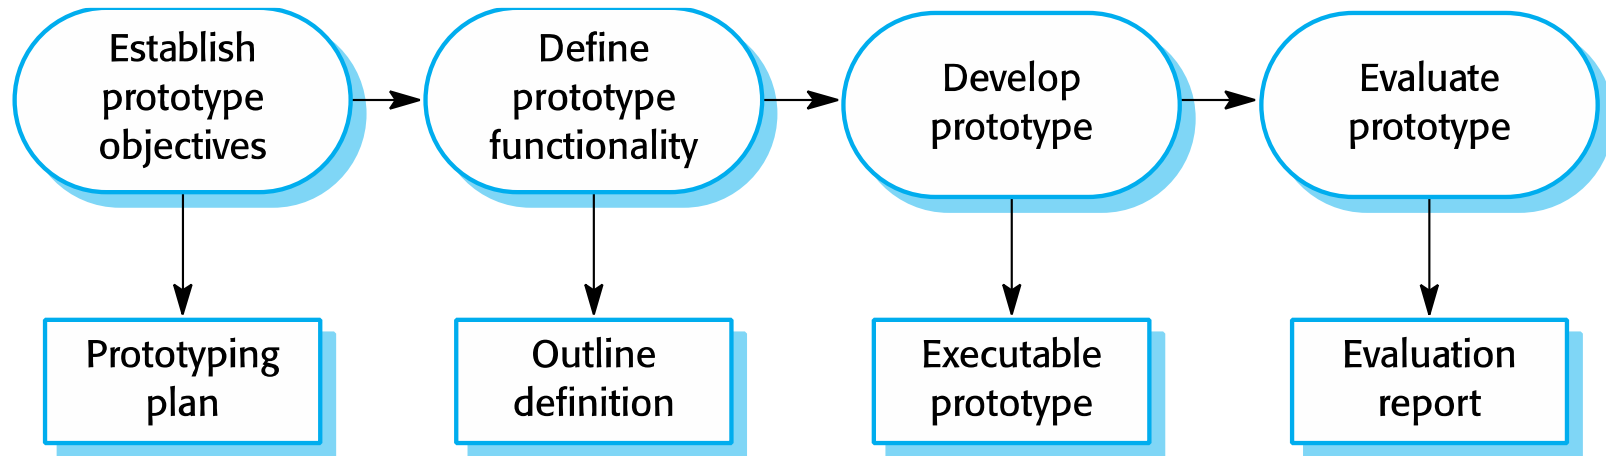 Establish
prototype
objectives
Define
prototype
functionality
Develop
prototype
Evaluate
prototype
Prototyping
plan
Outline
definition
Executable
prototype
Evaluation
report